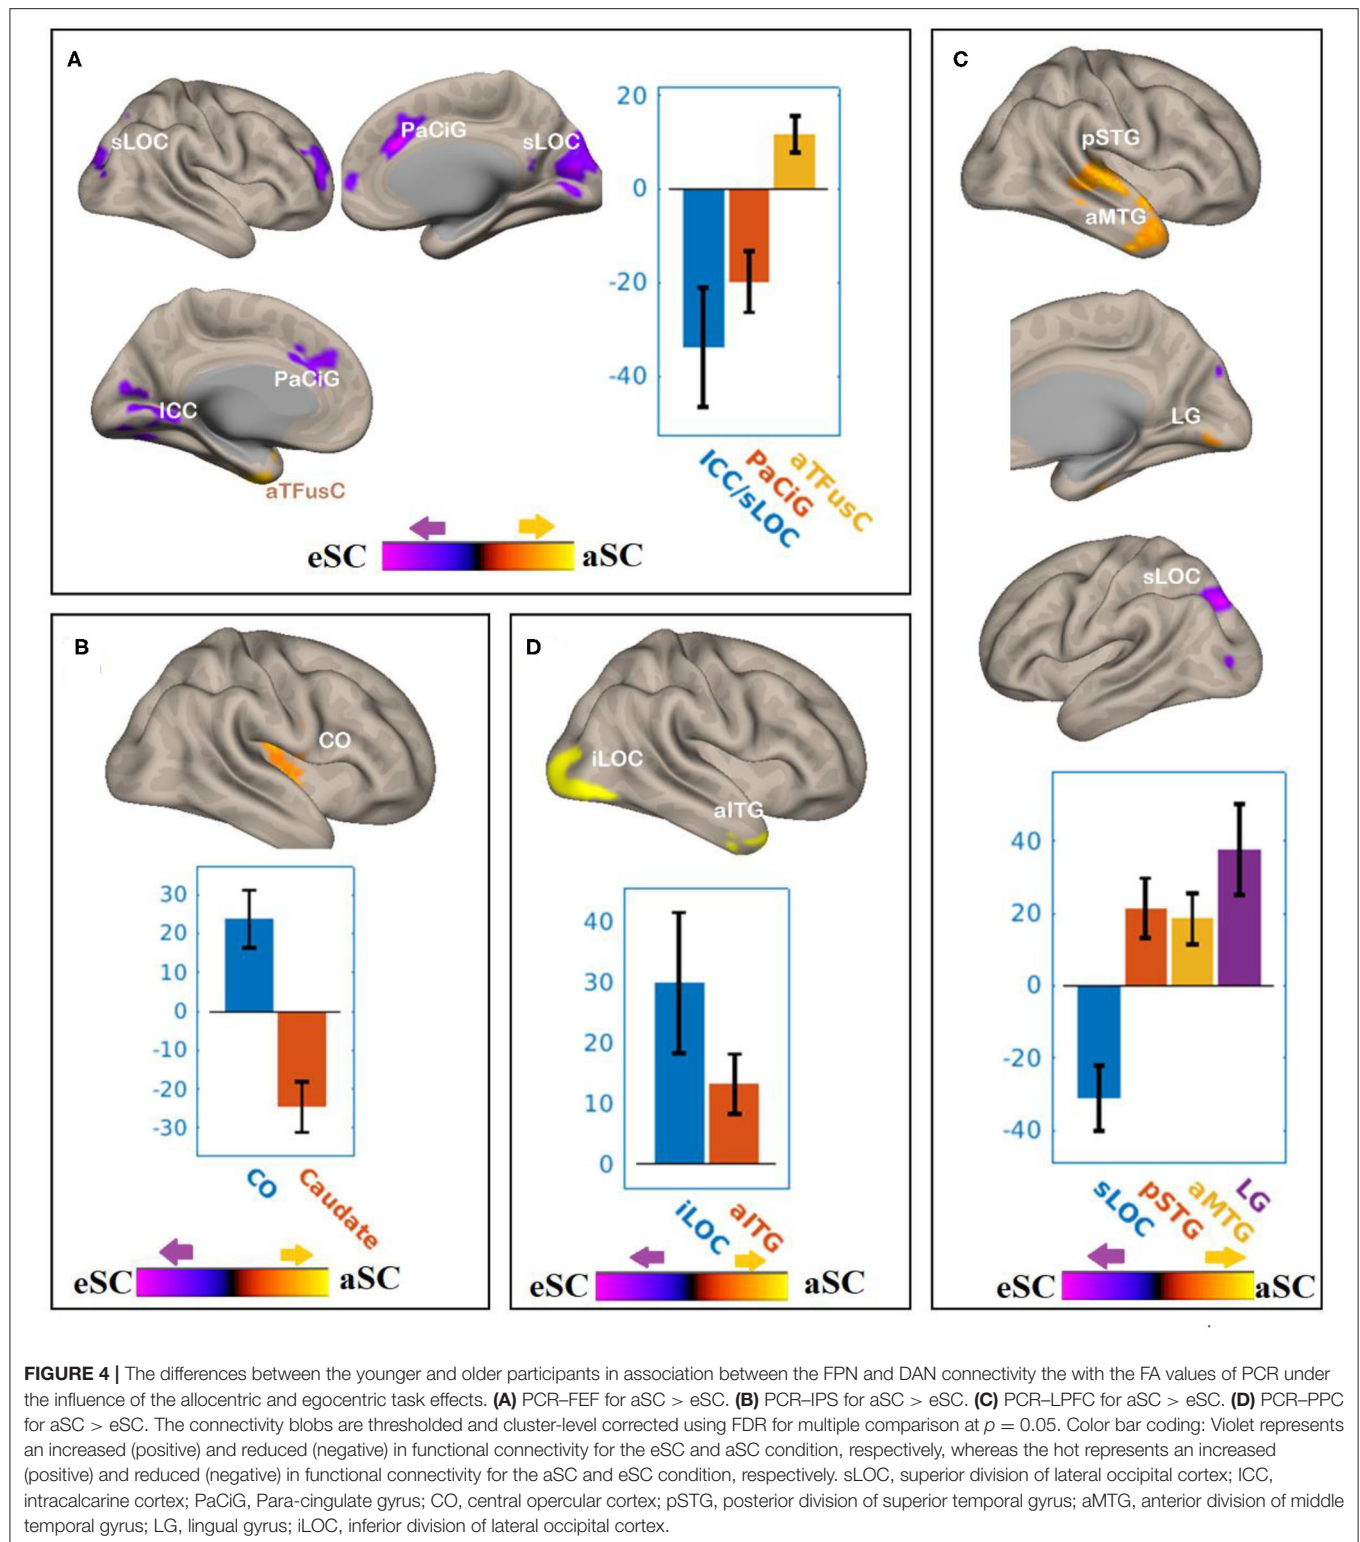 A
sLOC
PaCiG
sLOC
PaCiG
ICC
aTFusC
20
0
-20
-40
ICC/sLOC
PaCiG
aTFusC
eSC
aSC
B
CO
30
20
10
0
-10
-20
-30
CO
Caudate
eSC
aSC
D
iLOC
aITG
40
30
20
10
0
iLOC
aITG
eSC
aSC
C
pSTG
aMTG
LG
sLOC
40
20
0
-20
-40
sLOC
pSTG
aMTG
LG
eSC
aSC
FIGURE 4 | The differences between the younger and older participants in association between the FPN and DAN connectivity the with the FA values of PCR under
the influence of the allocentric and egocentric task effects. (A) PCR–FEF for aSC > eSC. (B) PCR–IPS for aSC > eSC. (C) PCR–LPFC for aSC > eSC. (D) PCR–PPC
for aSC > eSC. The connectivity blobs are thresholded and cluster-level corrected using FDR for multiple comparison at p = 0.05. Color bar coding: Violet represents
an increased (positive) and reduced (negative) in functional connectivity for the eSC and aSC condition, respectively, whereas the hot represents an increased
(positive) and reduced (negative) in functional connectivity for the aSC and eSC condition, respectively. sLOC, superior division of lateral occipital cortex; ICC,
intracalcarine cortex; PaCiG, Para-cingulate gyrus; CO, central opercular cortex; pSTG, posterior division of superior temporal gyrus; aMTG, anterior division of middle
temporal gyrus; LG, lingual gyrus; iLOC, inferior division of lateral occipital cortex.